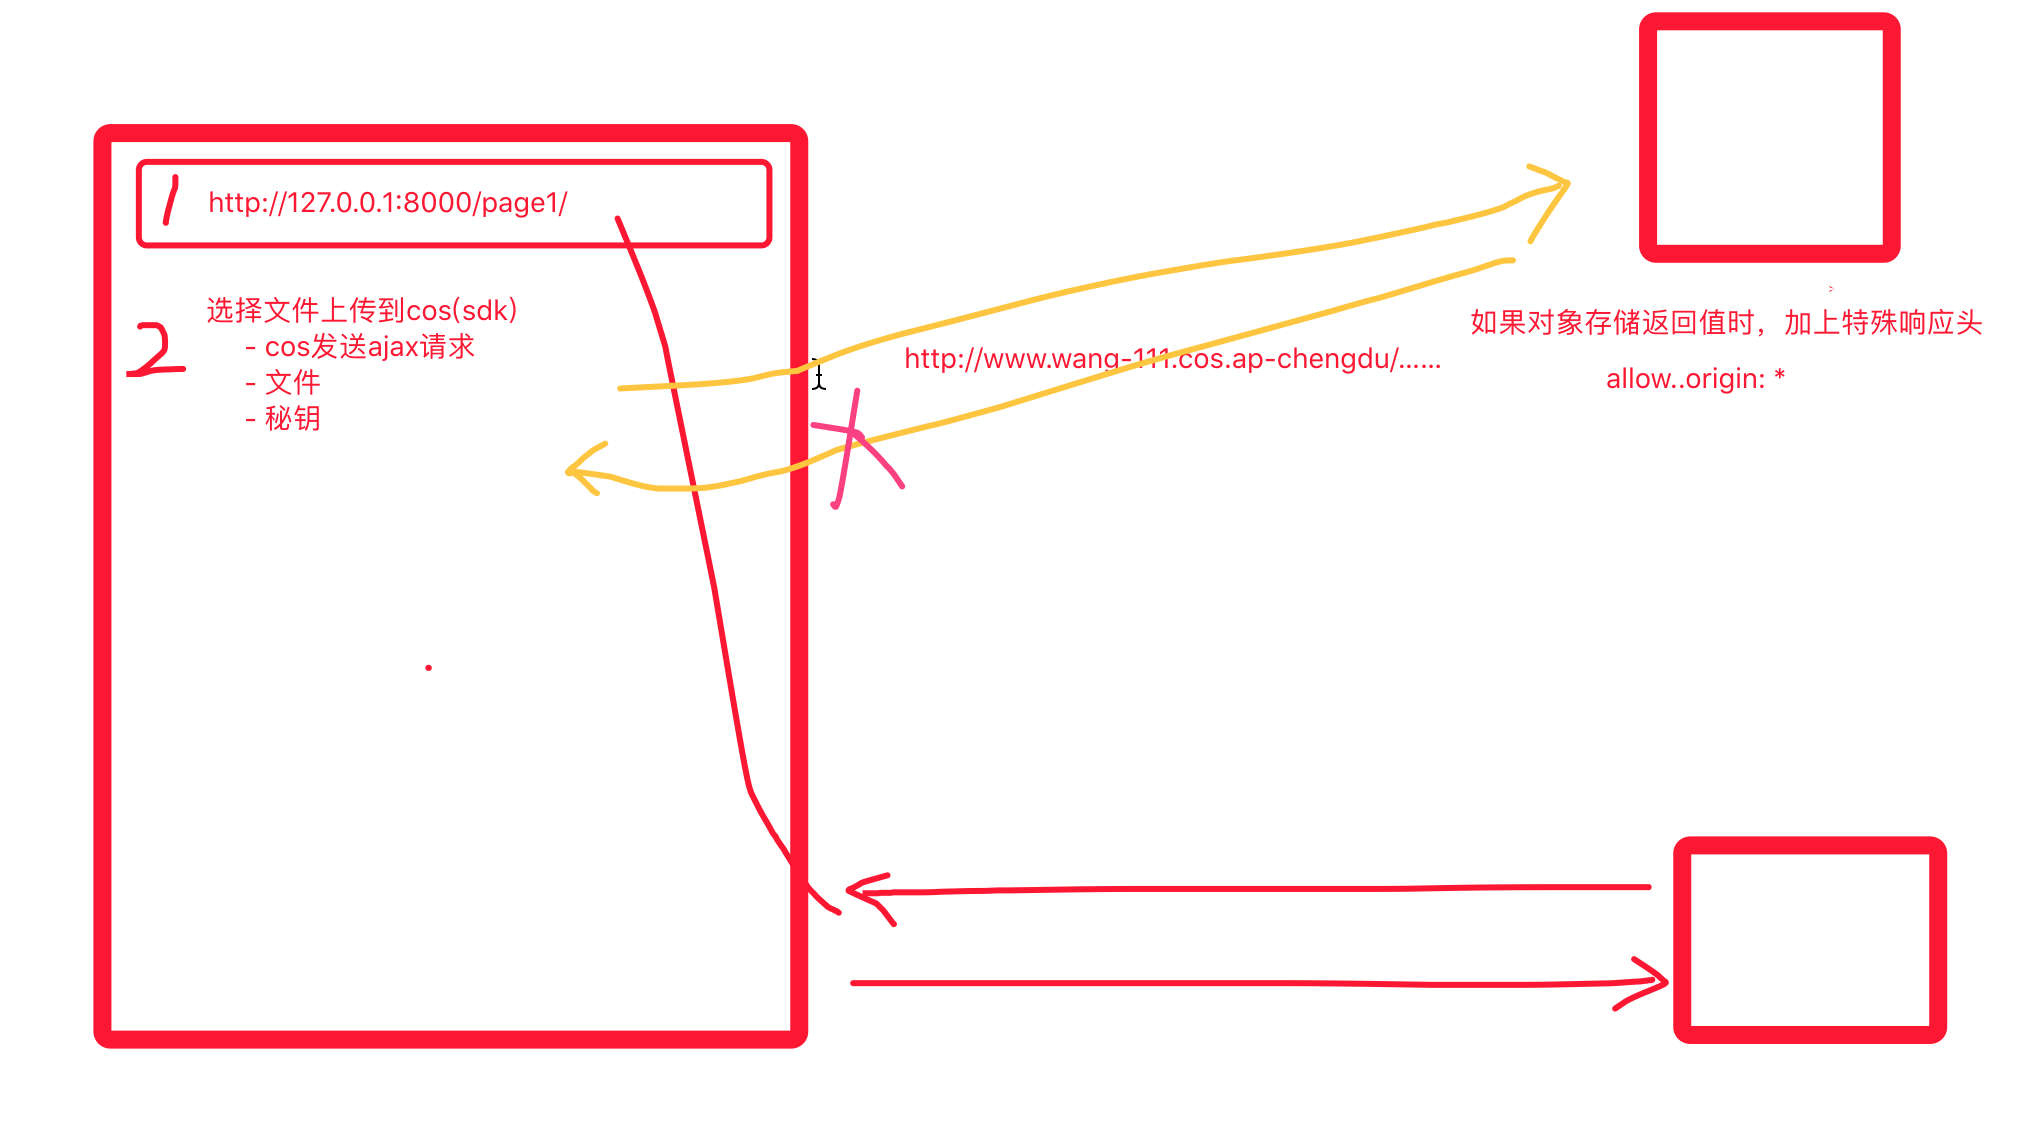 1 http://127.0.0.1:8000/page1/
2 选择文件上传到cos(sdk)
- cos发送ajax请求
- 文件
- 秘钥
http://www.wang-111.cos.ap-chengdu/......
如果对象存储返回值时，加上特殊响应头
allow..origin: *